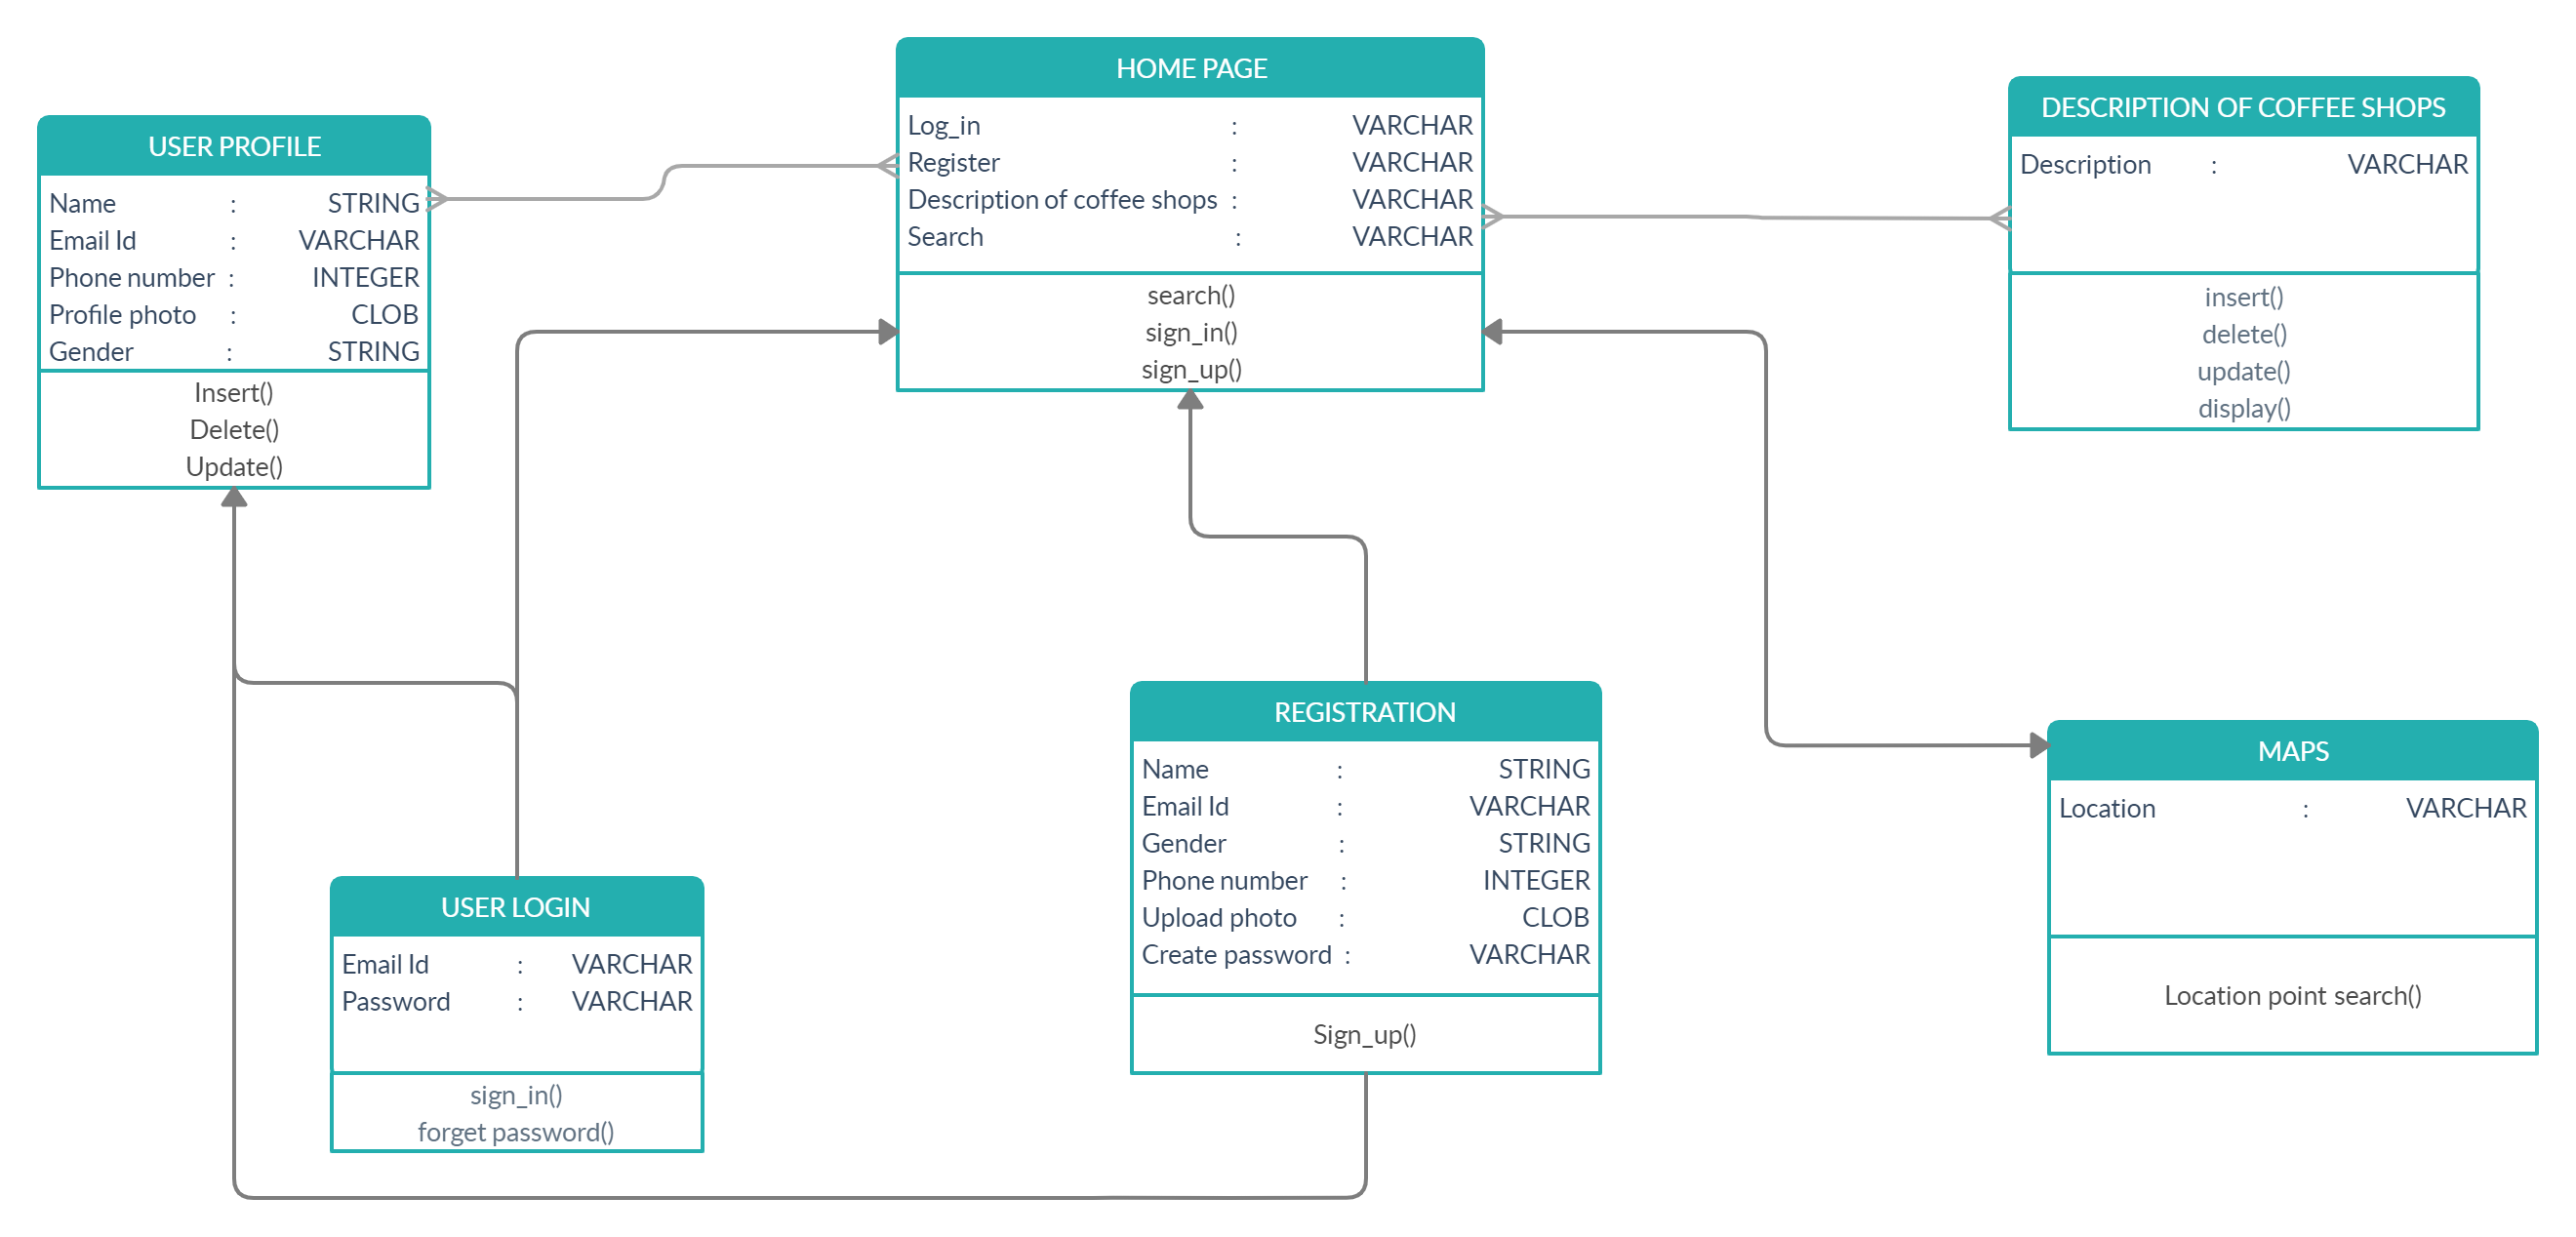 USER PROFILE
Name : STRING
Email Id : VARCHAR
Phone number : INTEGER
Profile photo : CLOB
Gender : STRING
Insert()
Delete()
Update()
HOME PAGE
Log_in : VARCHAR
Register : VARCHAR
Description of coffee shops : VARCHAR
Search : VARCHAR
search()
sign_in()
sign_up()
DESCRIPTION OF COFFEE SHOPS
Description : VARCHAR
insert()
delete()
update()
display()
USER LOGIN
Email Id : VARCHAR
Password : VARCHAR
sign_in()
forget password()
REGISTRATION
Name : STRING
Email Id : VARCHAR
Gender : STRING
Phone number : INTEGER
Upload photo : CLOB
Create password : VARCHAR
Sign_up()
MAPS
Location : VARCHAR
Location point search()